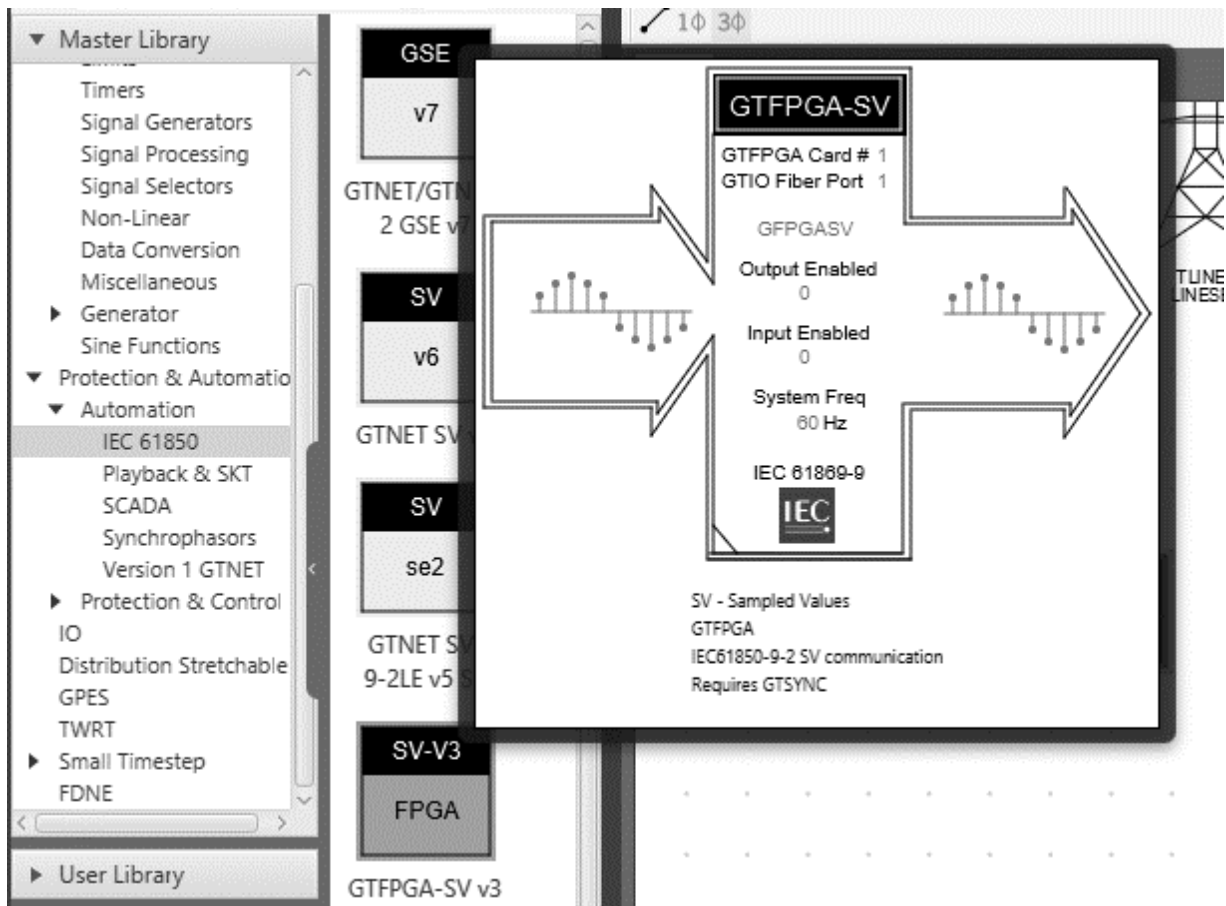 Master Library
Limits
Timers
Signal Generators
Signal Processing
Signal Selectors
Non-Linear
Data Conversion
Miscellaneous
Generator
Sine Functions
Protection & Automatio
Automation
IEC 61850
Playback & SKT
SCADA
Synchrophasors
Version 1 GTNET
Protection & Control
IO
Distribution Stretchable
GPES
TWRT
Small Timestep
FDNE
User Library
GSE
v7
GTNET/GTN
2 GSE v7
SV
v6
GTNET SV
SV
se2
GTNET SV
9-2LE v5 S
SV-V3
FPGA
GTFPGA-SV v3
1Φ 3Φ
GTFPGA-SV
GTFPGA Card # 1
GTIO Fiber Port 1
GFPGASV
Output Enabled
0
Input Enabled
0
System Freq
60 Hz
IEC 61869-9
IEC
SV - Sampled Values
GTFPGA
IEC61850-9-2 SV communication
Requires GTSYNC
TLINE
LINESE